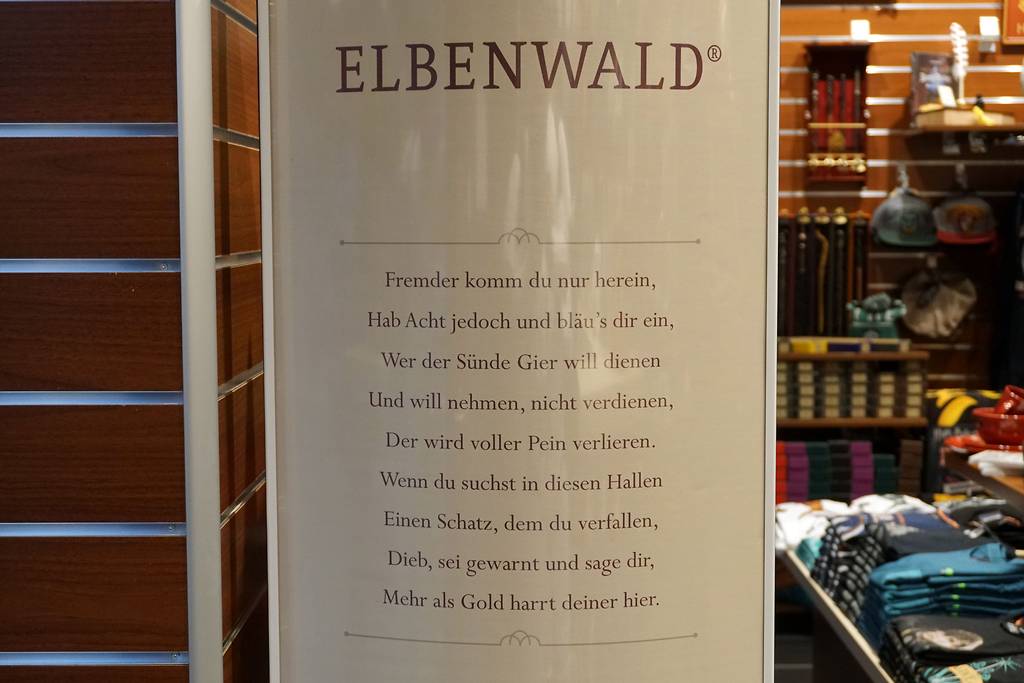 ELBENWALD®
Fremder komm du nur herein,
Hab Acht jedoch und bläu's dir ein,
Wer der Sünde Gier will dienen
Und will nehmen, nicht verdienen,
Der wird voller Pein verlieren.
Wenn du suchst in diesen Hallen
Einen Schatz, dem du verfallen,
Dieb, sei gewarnt und sage dir,
Mehr als Gold harrt deiner hier.